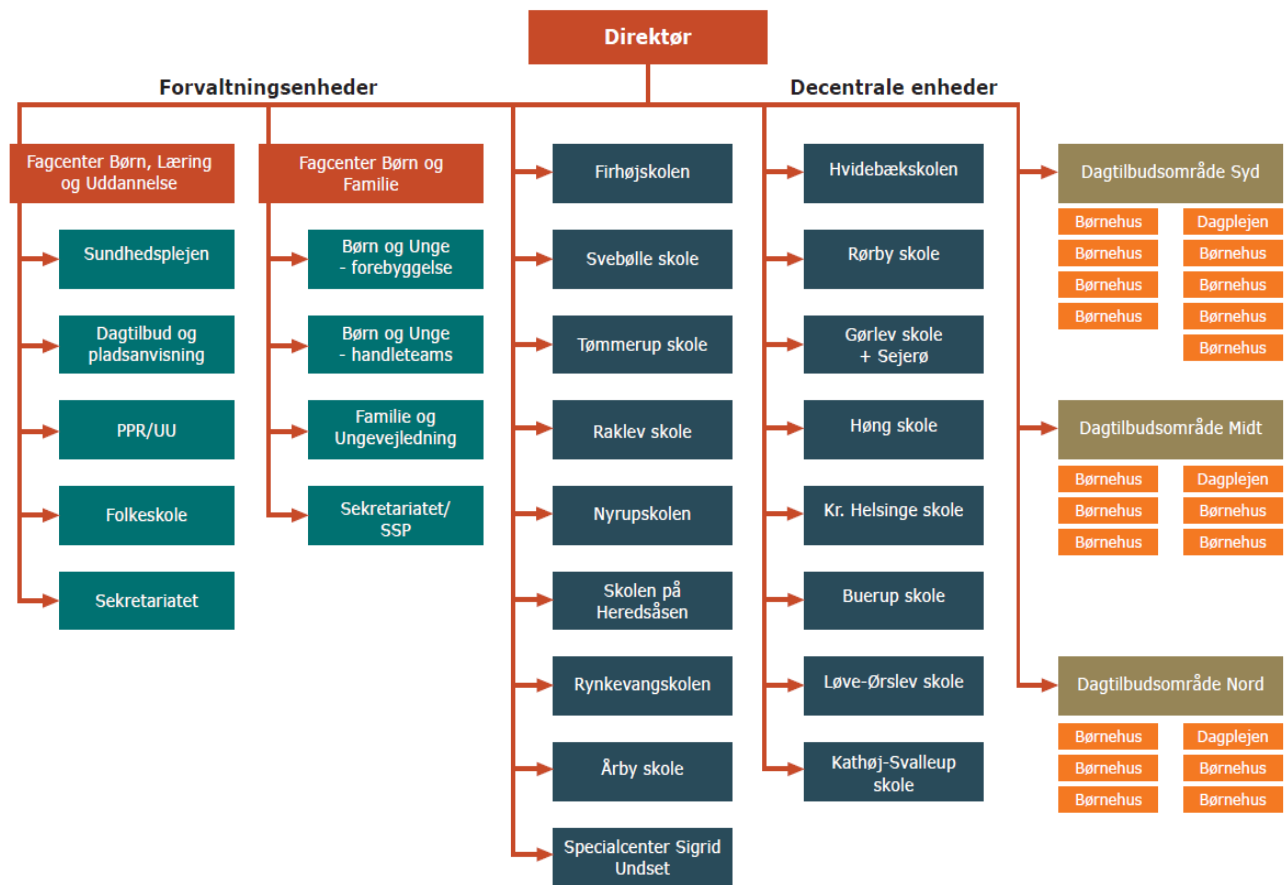 Direktør
Forvaltningsenheder
Decentrale enheder
Fagcenter Børn, Læring
og Uddannelse
Sundhedsplejen
Dagtilbud og
pladsanvisning
PPR/UU
Folkeskole
Sekretariatet
Fagcenter Børn og
Familie
Børn og Unge
- forebyggelse
Børn og Unge
- handleteams
Familie og
Ungevejledning
Sekretariatet/
SSP
Firhøjskolen
Svebølle skole
Tømmerup skole
Raklev skole
Nyrupskolen
Skolen på
Heredsåsen
Rynkevangskolen
Årby skole
Specialcenter Sigrid
Undset
Hvidebækskolen
Rørby skole
Gørlev skole
+ Sejerø
Høng skole
Kr. Helsinge skole
Buerup skole
Løve-Ørslev skole
Kathøj-Svalleup
skole
Dagtilbudsområde Syd
Børnehus
Dagplejen
Børnehus
Børnehus
Børnehus
Børnehus
Børnehus
Børnehus
Børnehus
Dagtilbudsområde Midt
Børnehus
Dagplejen
Børnehus
Børnehus
Børnehus
Børnehus
Dagtilbudsområde Nord
Børnehus
Dagplejen
Børnehus
Børnehus
Børnehus
Børnehus